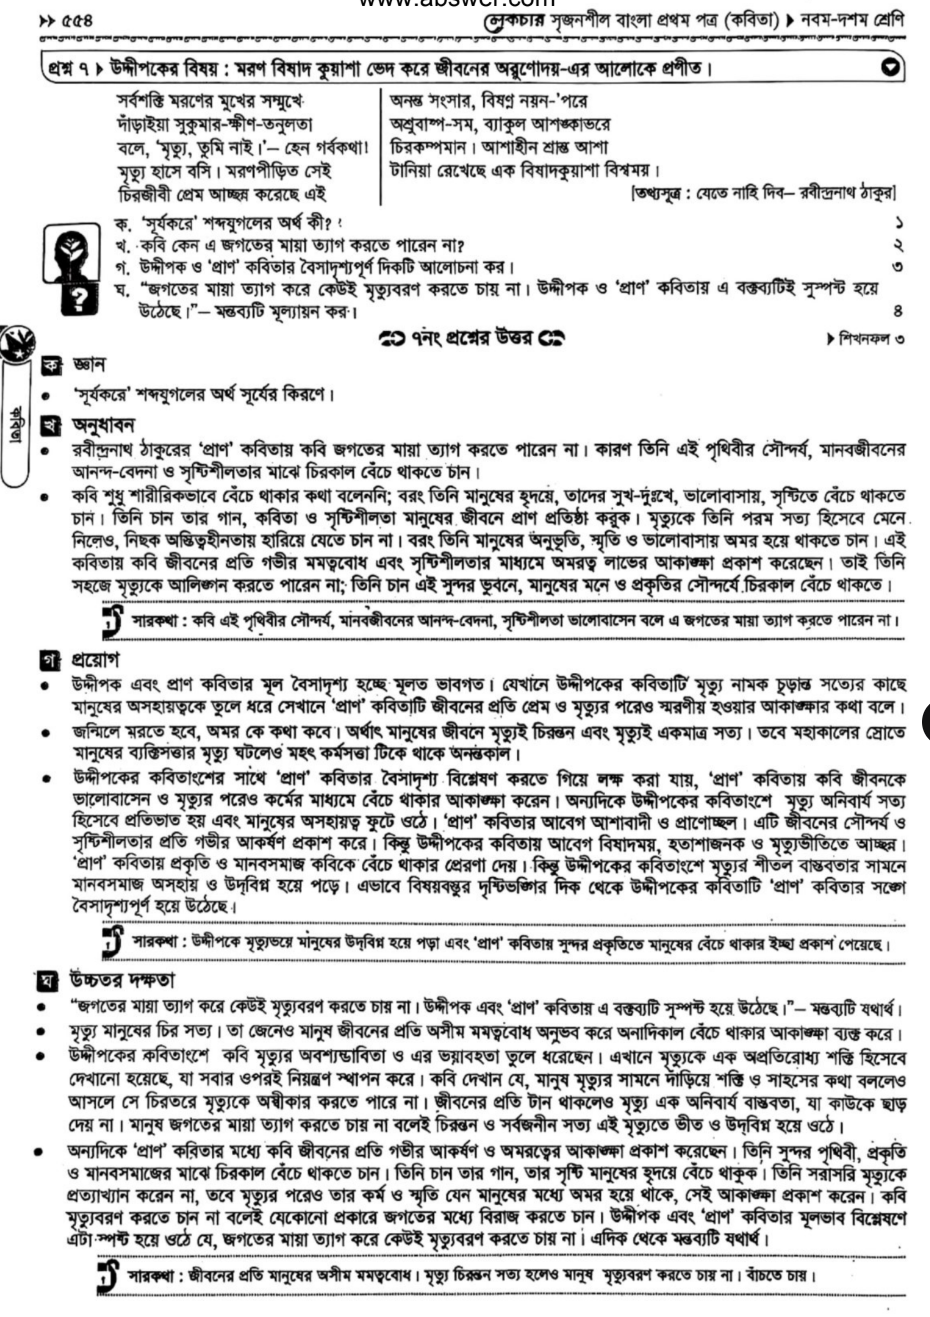 www.abswer.com
৫৫৪
লেকচার সৃজনশীল বাংলা প্রথম পত্র (কবিতা) নবম-দশম শ্রেণি
প্রশ্ন ৭ উদ্দীপকের বিষয় : মরণ বিষাদ কুয়াশা ভেদ করে জীবনের অরুণোদয়-এর আলোকে প্রণীত।
সর্বশক্তি মরণের মুখের সম্মুখে
দাঁড়াইয়া সুকুমার-ক্ষীণ-তনুলতা
বলে, ‘মৃত্যু, তুমি নাই।’– হেন গর্বকথা!
মৃত্যু হাসে বসি। মরণপীড়িত সেই
চিরজীবী প্রেম আচ্ছন্ন করেছে এই
অনন্ত সংসার, বিষণ্ন নয়ন-’পরে
অশ্রুবাষ্প-সম, ব্যাকুল আশঙ্কাভরে
চিরকম্পমান। আশাহীন শ্রান্ত আশা
টানিয়া রেখেছে এক বিষাদকুয়াশা বিশ্বময়।
[তথ্যসূত্র : যেতে নাহি দিব– রবীন্দ্রনাথ ঠাকুর]
ক. ‘সূর্যকরে’ শব্দযুগলের অর্থ কী? ১
খ. কবি কেন এ জগতের মায়া ত্যাগ করতে পারেন না? ২
গ. উদ্দীপক ও ‘প্রাণ’ কবিতার বৈসাদৃশ্যপূর্ণ দিকটি আলোচনা কর। ৩
ঘ. “জগতের মায়া ত্যাগ করে কেউই মৃত্যুবরণ করতে চায় না। উদ্দীপক ও ‘প্রাণ’ কবিতায় এ বক্তব্যটিই সুস্পষ্ট হয়ে
উঠেছে।”– মন্তব্যটি মূল্যায়ন কর। ৪
৭নং প্রশ্নের উত্তর
শিখনফল ৩
কবিতা
ক জ্ঞান
• ‘সূর্যকরে’ শব্দযুগলের অর্থ সূর্যের কিরণে।
খ অনুধাবন
• রবীন্দ্রনাথ ঠাকুরের ‘প্রাণ’ কবিতায় কবি জগতের মায়া ত্যাগ করতে পারেন না। কারণ তিনি এই পৃথিবীর সৌন্দর্য, মানবজীবনের
আনন্দ-বেদনা ও সৃষ্টিশীলতার মাঝে চিরকাল বেঁচে থাকতে চান।
• কবি শুধু শারীরিকভাবে বেঁচে থাকার কথা বলেননি; বরং তিনি মানুষের হৃদয়ে, তাদের সুখ-দুঃখে, ভালোবাসায়, সৃষ্টিতে বেঁচে থাকতে
চান। তিনি চান তার গান, কবিতা ও সৃষ্টিশীলতা মানুষের জীবনে প্রাণ প্রতিষ্ঠা করুক। মৃত্যুকে তিনি পরম সত্য হিসেবে মেনে
নিলেও, নিছক অস্তিত্বহীনতায় হারিয়ে যেতে চান না। বরং তিনি মানুষের অনুভূতি, স্মৃতি ও ভালোবাসায় অমর হয়ে থাকতে চান। এই
কবিতায় কবি জীবনের প্রতি গভীর মমত্ববোধ এবং সৃষ্টিশীলতার মাধ্যমে অমরত্ব লাভের আকাঙ্ক্ষা প্রকাশ করেছেন। তাই তিনি
সহজে মৃত্যুকে আলিঙ্গন করতে পারেন না; তিনি চান এই সুন্দর ভুবনে, মানুষের মনে ও প্রকৃতির সৌন্দর্যে চিরকাল বেঁচে থাকতে।
সারকথা : কবি এই পৃথিবীর সৌন্দর্য, মানবজীবনের আনন্দ-বেদনা, সৃষ্টিশীলতা ভালোবাসেন বলে এ জগতের মায়া ত্যাগ করতে পারেন না।
গ প্রয়োগ
• উদ্দীপক এবং প্রাণ কবিতার মূল বৈসাদৃশ্য হচ্ছে মূলত ভাবগত। যেখানে উদ্দীপকের কবিতাটি মৃত্যু নামক চূড়ান্ত সত্যের কাছে
মানুষের অসহায়ত্বকে তুলে ধরে সেখানে ‘প্রাণ’ কবিতাটি জীবনের প্রতি প্রেম ও মৃত্যুর পরেও স্মরণীয় হওয়ার আকাঙ্ক্ষার কথা বলে।
• জন্মিলে মরতে হবে, অমর কে কথা কবে। অর্থাৎ মানুষের জীবনে মৃত্যুই চিরন্তন এবং মৃত্যুই একমাত্র সত্য। তবে মহাকালের স্রোতে
মানুষের ব্যক্তিসত্তার মৃত্যু ঘটলেও মহৎ কর্মসত্তা টিকে থাকে অনন্তকাল।
• উদ্দীপকের কবিতাংশের সাথে ‘প্রাণ’ কবিতার বৈসাদৃশ্য বিশ্লেষণ করতে গিয়ে লক্ষ করা যায়, ‘প্রাণ’ কবিতায় কবি জীবনকে
ভালোবাসেন ও মৃত্যুর পরেও কর্মের মাধ্যমে বেঁচে থাকার আকাঙ্ক্ষা করেন। অন্যদিকে উদ্দীপকের কবিতাংশে মৃত্যু অনিবার্য সত্য
হিসেবে প্রতিভাত হয় এবং মানুষের অসহায়ত্ব ফুটে ওঠে। ‘প্রাণ’ কবিতার আবেগ আশাবাদী ও প্রাণোচ্ছল। এটি জীবনের সৌন্দর্য ও
সৃষ্টিশীলতার প্রতি গভীর আকর্ষণ প্রকাশ করে। কিন্তু উদ্দীপকের কবিতায় আবেগ বিষাদময়, হতাশাজনক ও মৃত্যুভীতিতে আচ্ছন্ন।
‘প্রাণ’ কবিতায় প্রকৃতি ও মানবসমাজ কবিকে বেঁচে থাকার প্রেরণা দেয়। কিন্তু উদ্দীপকের কবিতাংশে মৃত্যুর শীতল বাস্তবতার সামনে
মানবসমাজ অসহায় ও উদ্‌বিগ্ন হয়ে পড়ে। এভাবে বিষয়বস্তুর দৃষ্টিভঙ্গির দিক থেকে উদ্দীপকের কবিতাটি ‘প্রাণ’ কবিতার সঙ্গে
বৈসাদৃশ্যপূর্ণ হয়ে উঠেছে।
সারকথা : উদ্দীপকে মৃত্যুভয়ে মানুষের উদ্‌বিগ্ন হয়ে পড়া এবং ‘প্রাণ’ কবিতায় সুন্দর প্রকৃতিতে মানুষের বেঁচে থাকার ইচ্ছা প্রকাশ পেয়েছে।
ঘ উচ্চতর দক্ষতা
• “জগতের মায়া ত্যাগ করে কেউই মৃত্যুবরণ করতে চায় না। উদ্দীপক এবং ‘প্রাণ’ কবিতায় এ বক্তব্যটি সুস্পষ্ট হয়ে উঠেছে।”– মন্তব্যটি যথার্থ।
• মৃত্যু মানুষের চির সত্য। তা জেনেও মানুষ জীবনের প্রতি অসীম মমত্ববোধ অনুভব করে অনাদিকাল বেঁচে থাকার আকাঙ্ক্ষা ব্যক্ত করে।
• উদ্দীপকের কবিতাংশে কবি মৃত্যুর অবশ্যম্ভাবিতা ও এর ভয়াবহতা তুলে ধরেছেন। এখানে মৃত্যুকে এক অপ্রতিরোধ্য শক্তি হিসেবে
দেখানো হয়েছে, যা সবার ওপরই নিয়ন্ত্রণ স্থাপন করে। কবি দেখান যে, মানুষ মৃত্যুর সামনে দাঁড়িয়ে শক্তি ও সাহসের কথা বললেও
আসলে সে চিরতরে মৃত্যুকে অস্বীকার করতে পারে না। জীবনের প্রতি টান থাকলেও মৃত্যু এক অনিবার্য বাস্তবতা, যা কাউকে ছাড়
দেয় না। মানুষ জগতের মায়া ত্যাগ করতে চায় না বলেই চিরন্তন ও সর্বজনীন সত্য এই মৃত্যুতে ভীত ও উদ্‌বিগ্ন হয়ে ওঠে।
• অন্যদিকে ‘প্রাণ’ কবিতার মধ্যে কবি জীবনের প্রতি গভীর আকর্ষণ ও অমরত্বের আকাঙ্ক্ষা প্রকাশ করেছেন। তিনি সুন্দর পৃথিবী, প্রকৃতি
ও মানবসমাজের মাঝে চিরকাল বেঁচে থাকতে চান। তিনি চান তার গান, তার সৃষ্টি মানুষের হৃদয়ে বেঁচে থাকুক। তিনি সরাসরি মৃত্যুকে
প্রত্যাখ্যান করেন না, তবে মৃত্যুর পরেও তার কর্ম ও স্মৃতি যেন মানুষের মধ্যে অমর হয়ে থাকে, সেই আকাঙ্ক্ষা প্রকাশ করেন। কবি
মৃত্যুবরণ করতে চান না বলেই যেকোনো প্রকারে জগতের মধ্যে বিরাজ করতে চান। উদ্দীপক এবং ‘প্রাণ’ কবিতার মূলভাব বিশ্লেষণে
এটা স্পষ্ট হয়ে ওঠে যে, জগতের মায়া ত্যাগ করে কেউই মৃত্যুবরণ করতে চায় না। এদিক থেকে মন্তব্যটি যথার্থ।
সারকথা : জীবনের প্রতি মানুষের অসীম মমত্ববোধ। মৃত্যু চিরন্তন সত্য হলেও মানুষ মৃত্যুবরণ করতে চায় না। বাঁচতে চায়।